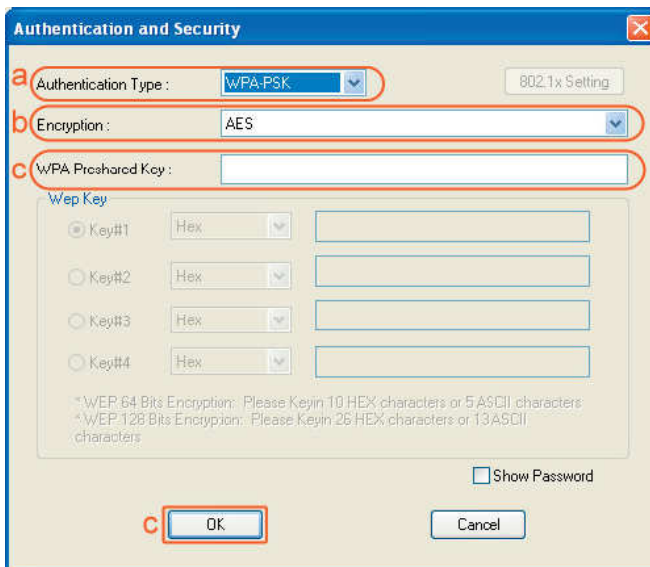 Authentication and Security
a Authentication Type : WPA-PSK 802.1x Setting
b Encryption : AES
c WPA Preshared Key :
Wep Key
Key#1 Hex
Key#2 Hex
Key#3 Hex
Key#4 Hex
* WEP 64 Bits Encryption: Please Keyin 10 HEX characters or 5 ASCII characters
* WEP 128 Bits Encryption: Please Keyin 26 HEX characters or 13 ASCII
characters
Show Password
c OK Cancel